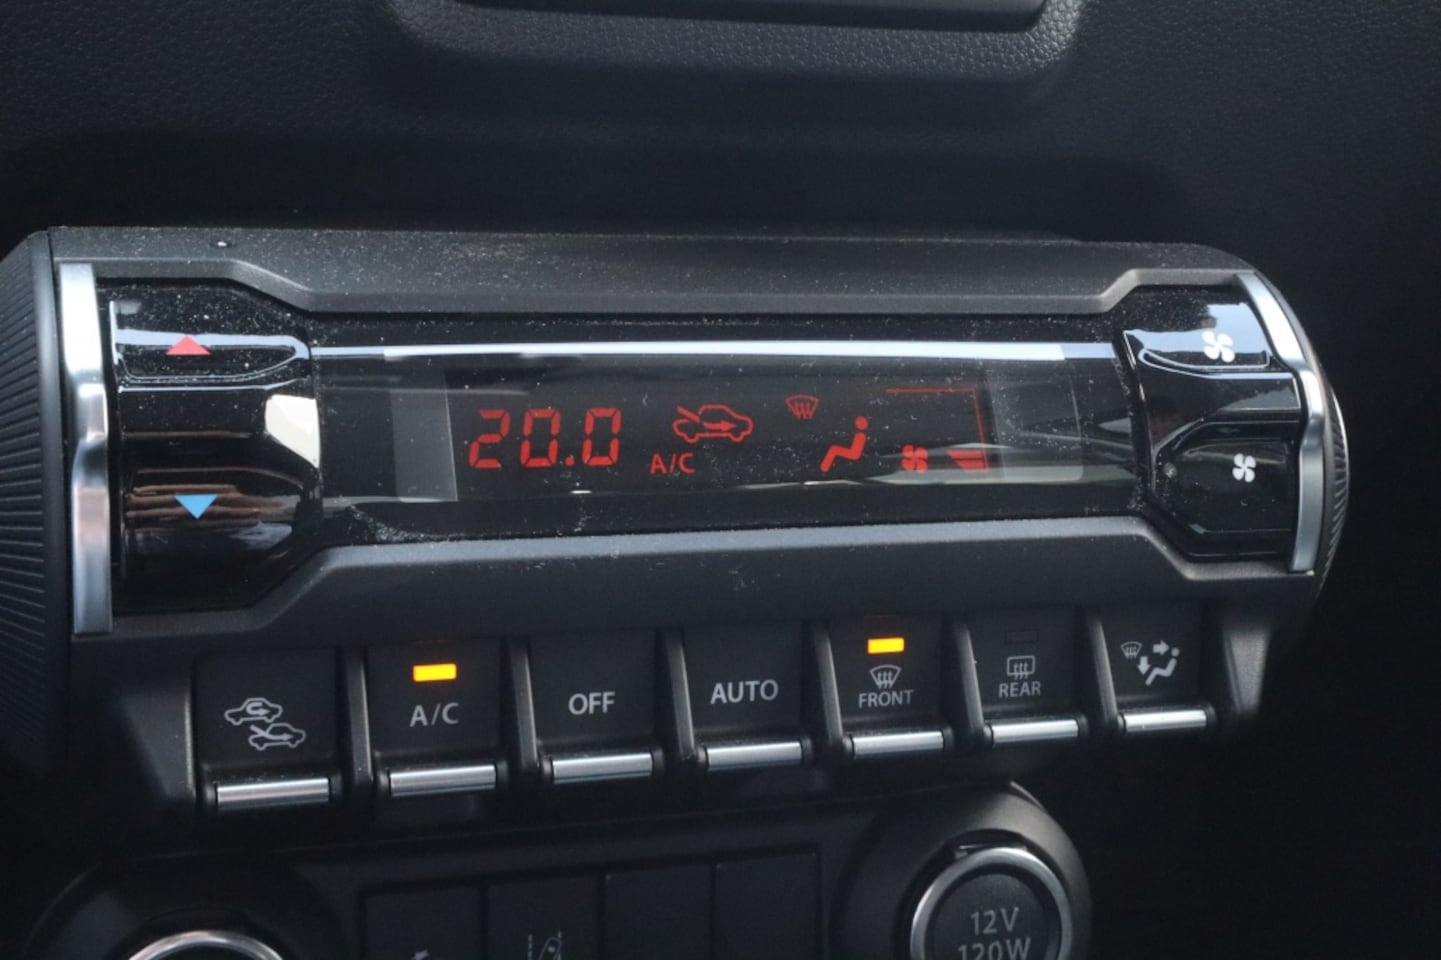 20.0
A/C
A/C
OFF
AUTO
FRONT
REAR
12V
120W